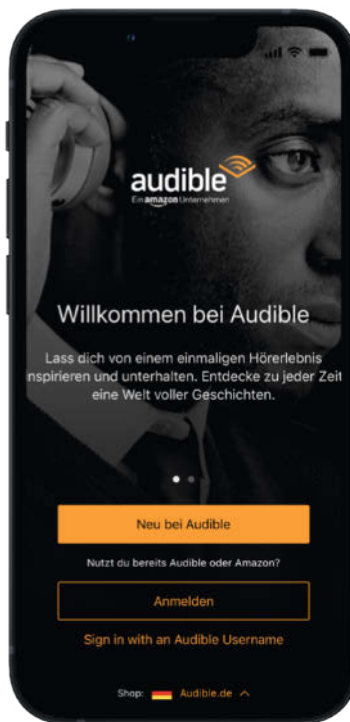 audible
Ein amazon Unternehmen
Willkommen bei Audible
Lass dich von einem einmaligen Hörerlebnis
nspirieren und unterhalten. Entdecke zu jeder Zeit
eine Welt voller Geschichten.
Neu bei Audible
Nutzt du bereits Audible oder Amazon?
Anmelden
Sign in with an Audible Username
Shop: Audible.de